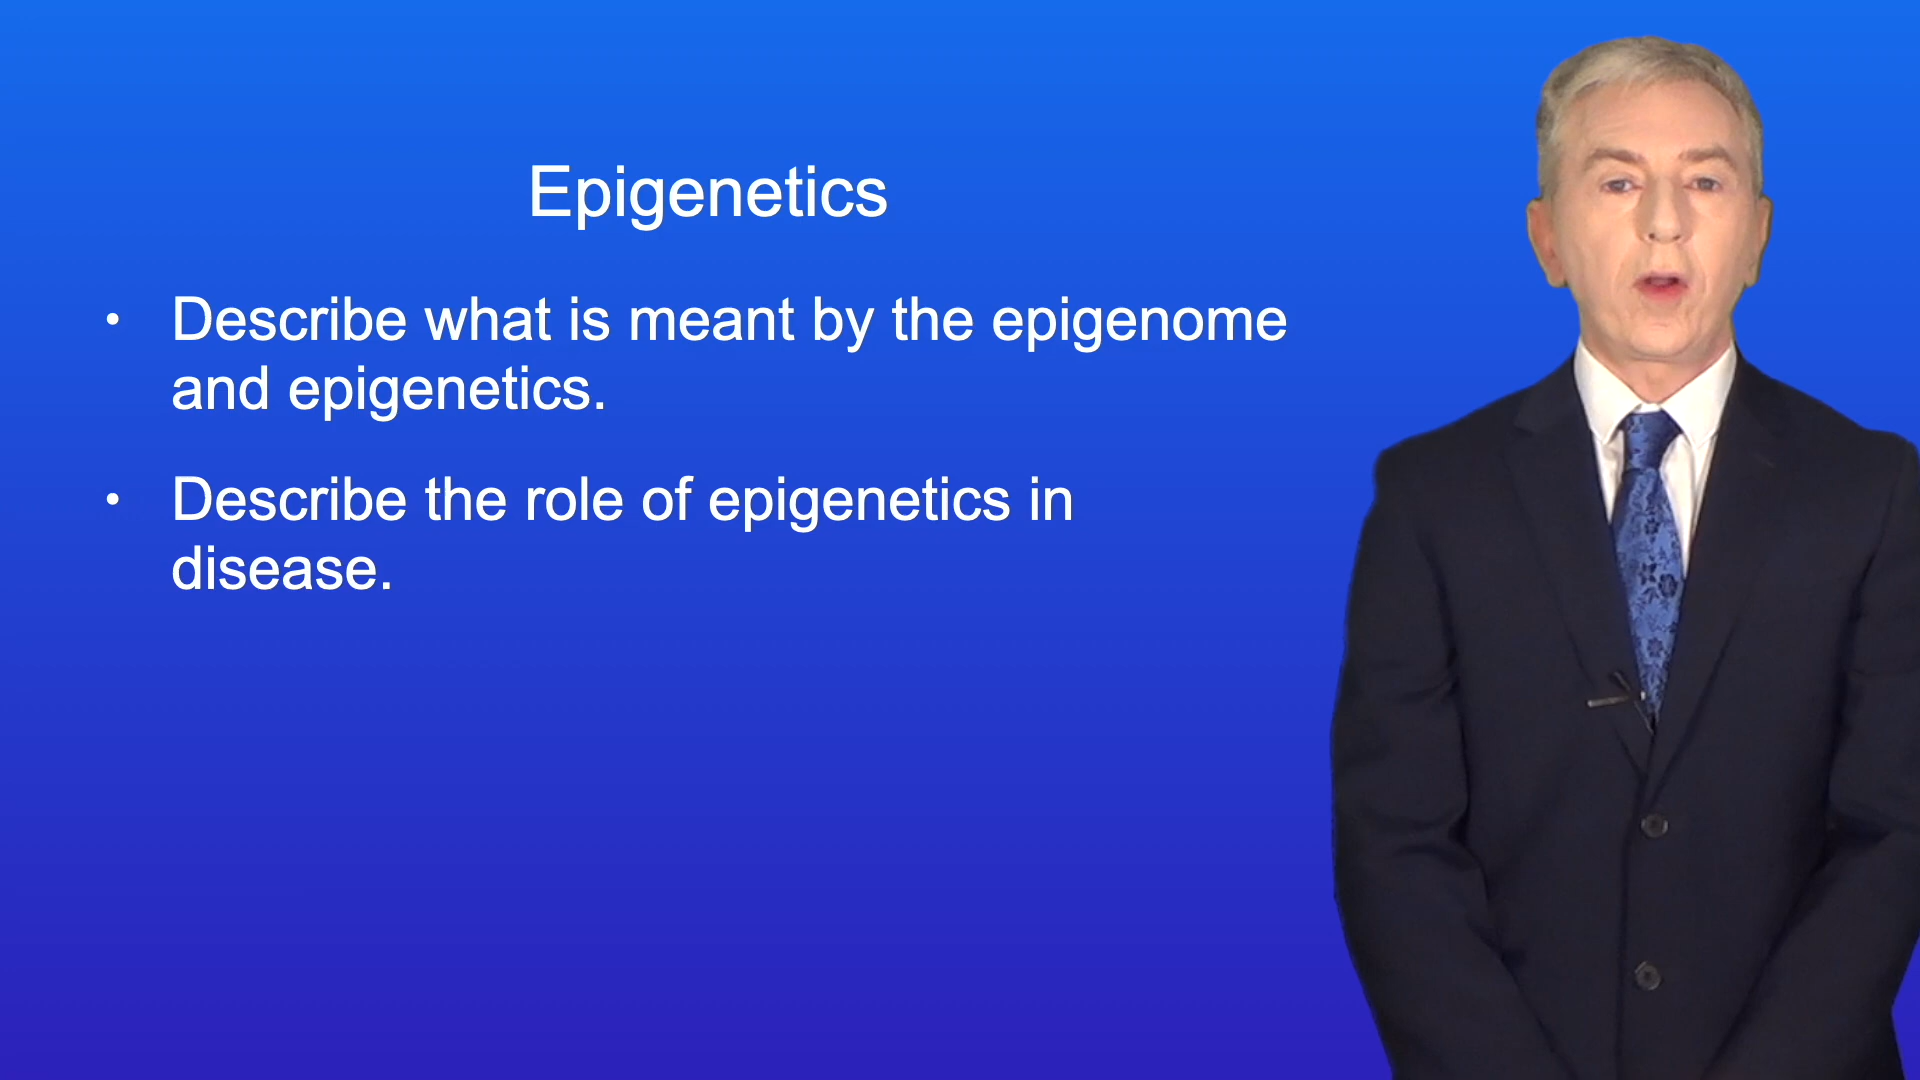 Epigenetics
• Describe what is meant by the epigenome
and epigenetics.
• Describe the role of epigenetics in
disease.